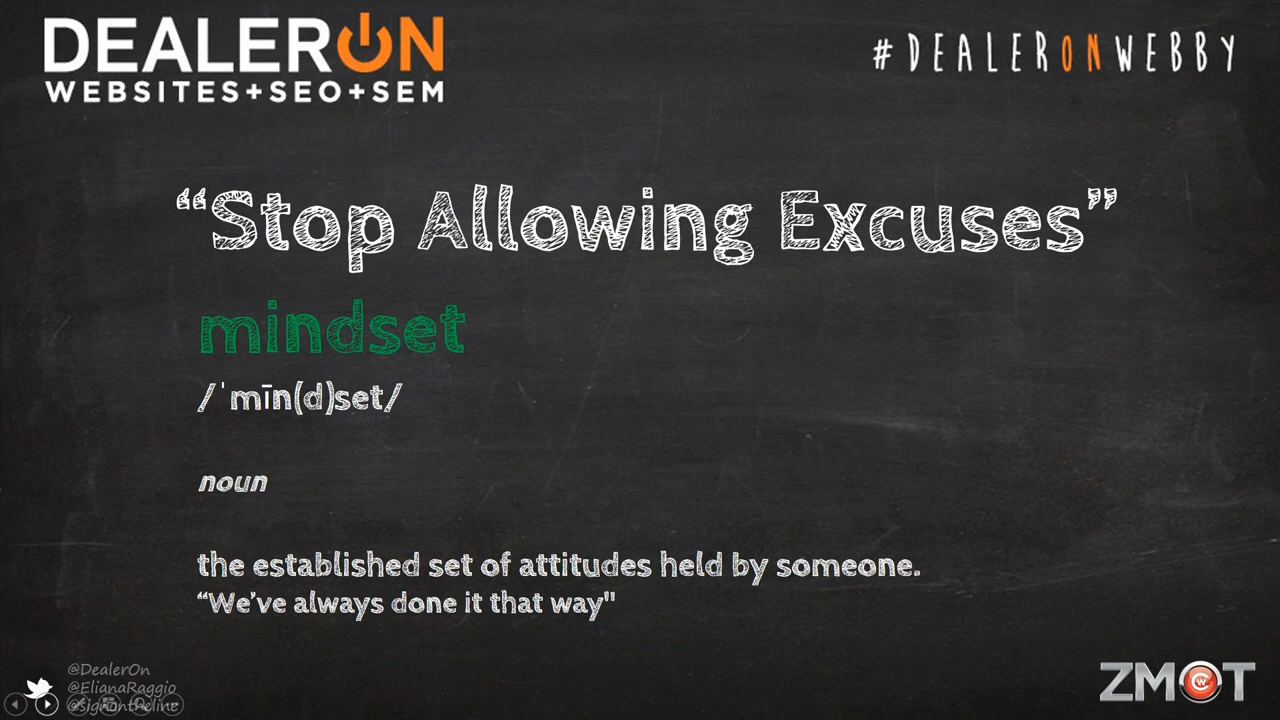 DEALERON
WEBSITES+SEO+SEM
#DEALERONWEBBY
“Stop Allowing Excuses”
mindset
/ˈmīn(d)set/
noun
the established set of attitudes held by someone.
“We’ve always done it that way"
@DealerOn
@ElianaRaggio
@signontheline
ZMOT